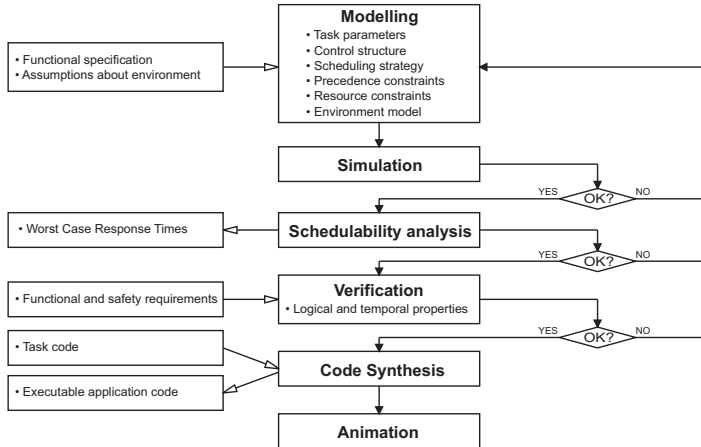 Modelling
• Task parameters
• Control structure
• Scheduling strategy
• Precedence constraints
• Resource constraints
• Environment model
• Functional specification
• Assumptions about environment
Simulation
YES
OK?
NO
• Worst Case Response Times
Schedulability analysis
YES
OK?
NO
• Functional and safety requirements
Verification
• Logical and temporal properties
YES
OK?
NO
• Task code
• Executable application code
Code Synthesis
Animation